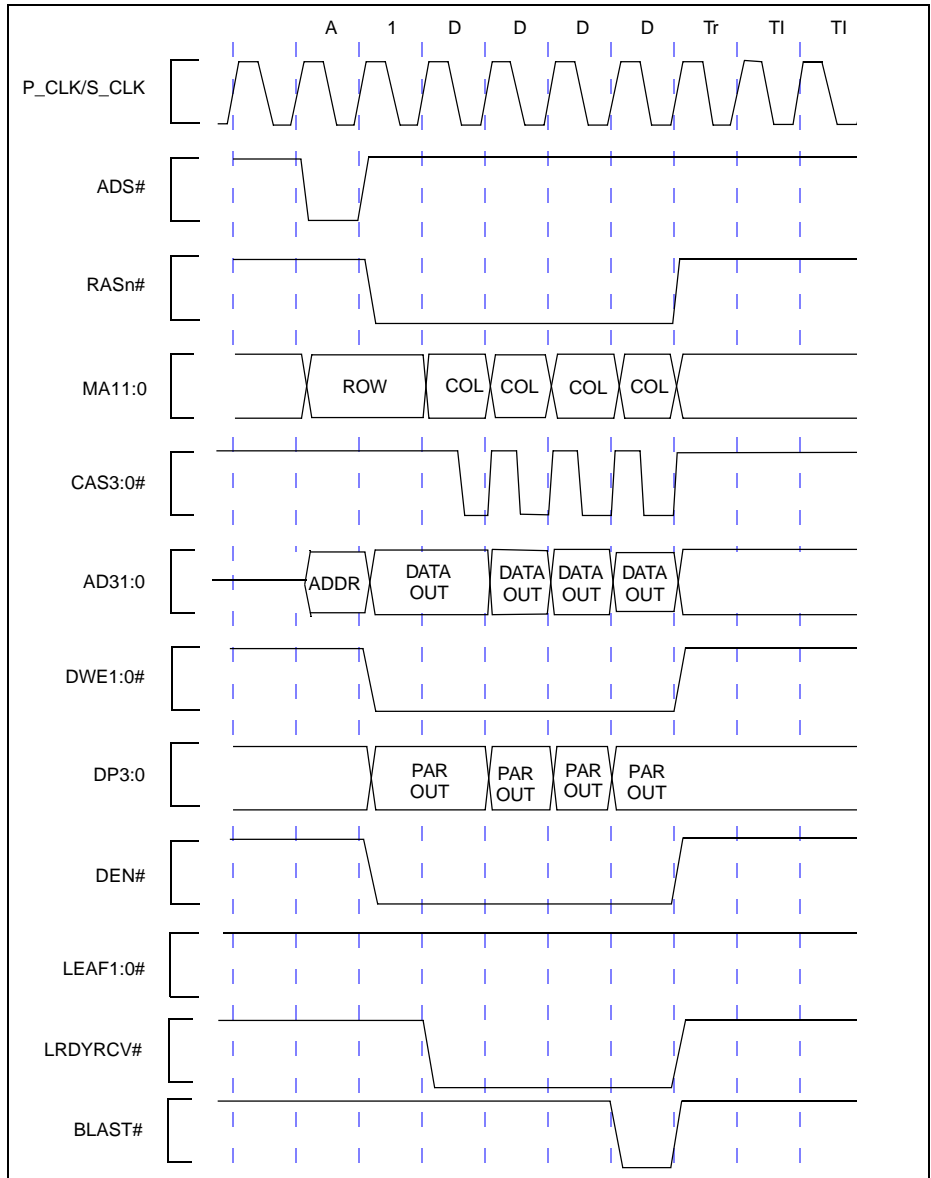 A 1 D D D D Tr TI TI
P_CLK/S_CLK
ADS#
RASn#
MA11:0 ROW COL COL COL COL
CAS3:0#
AD31:0 ADDR DATA OUT DATA OUT DATA OUT DATA OUT
DWE1:0#
DP3:0 PAR OUT PAR OUT PAR OUT PAR OUT
DEN#
LEAF1:0#
LRDYRCV#
BLAST#